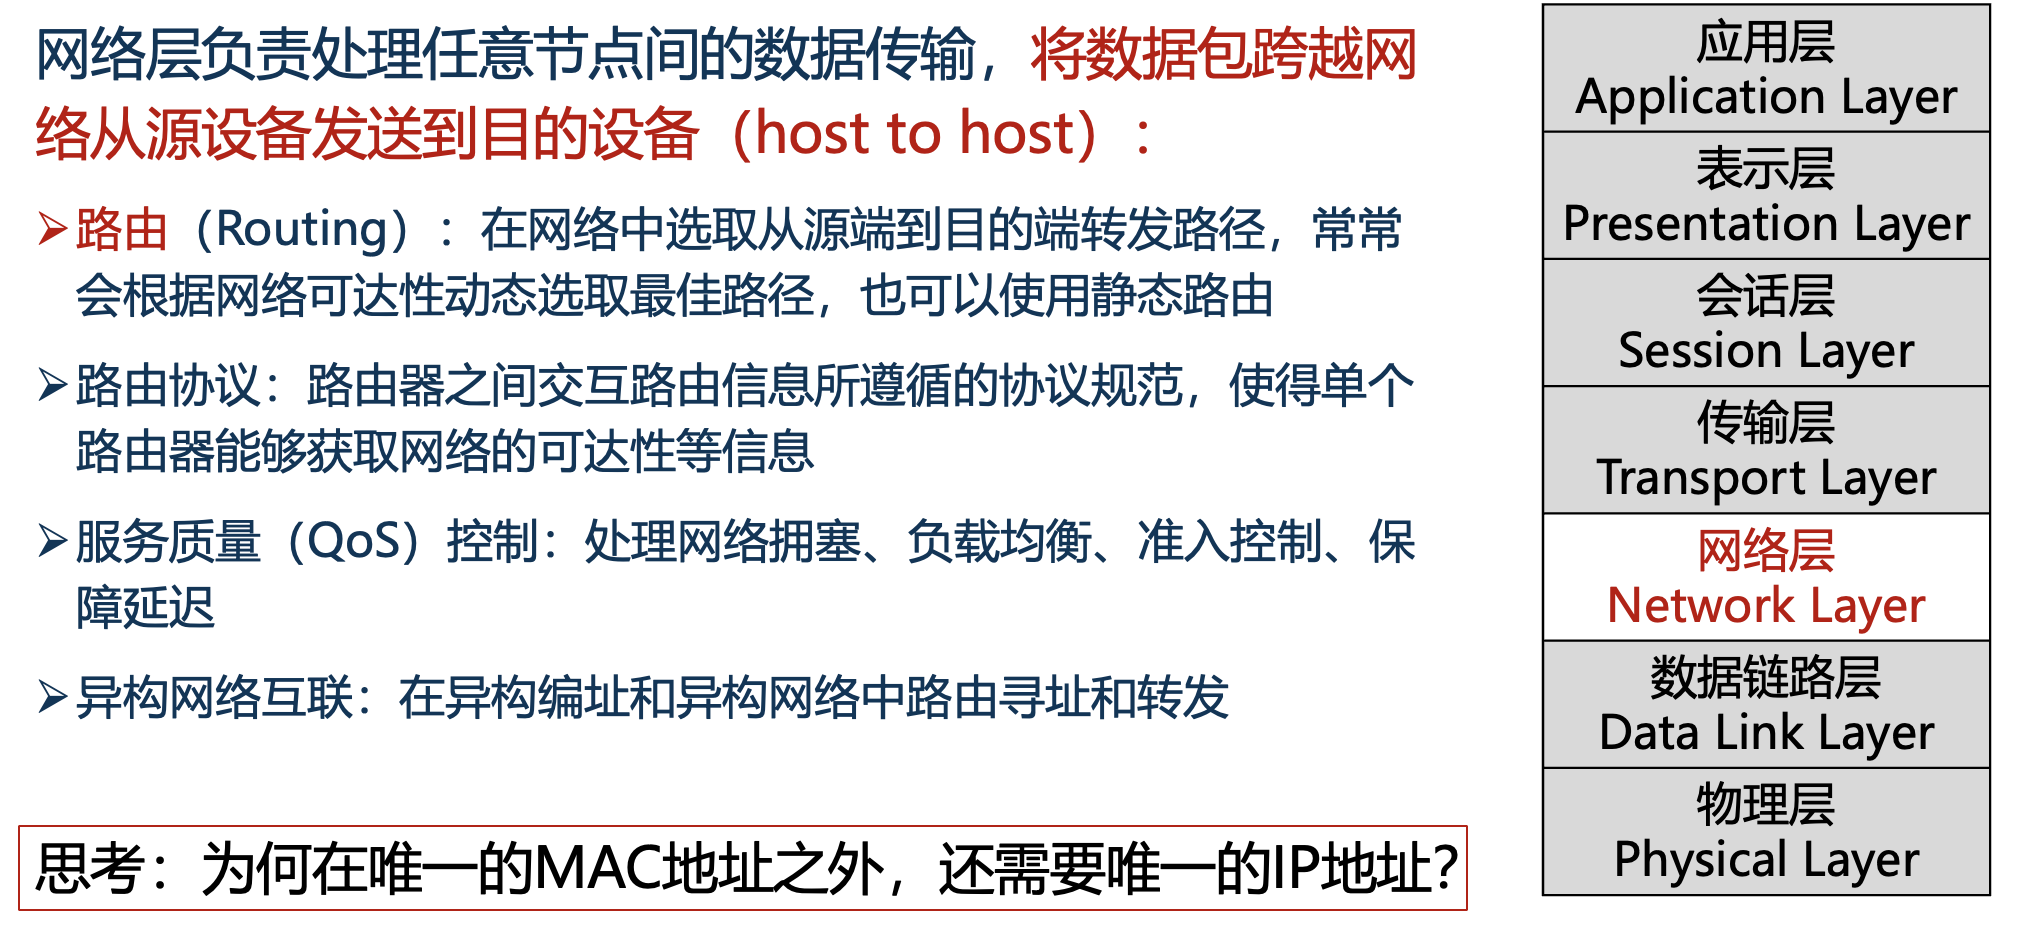 网络层负责处理任意节点间的数据传输，将数据包跨越网
络从源设备发送到目的设备（host to host）：
➢路由（Routing）：在网络中选取从源端到目的端转发路径，常常
会根据网络可达性动态选取最佳路径，也可以使用静态路由
➢路由协议：路由器之间交互路由信息所遵循的协议规范，使得单个
路由器能够获取网络的可达性等信息
➢服务质量（QoS）控制：处理网络拥塞、负载均衡、准入控制、保
障延迟
➢异构网络互联：在异构编址和异构网络中路由寻址和转发
思考：为何在唯一的MAC地址之外，还需要唯一的IP地址？
应用层
Application Layer
表示层
Presentation Layer
会话层
Session Layer
传输层
Transport Layer
网络层
Network Layer
数据链路层
Data Link Layer
物理层
Physical Layer